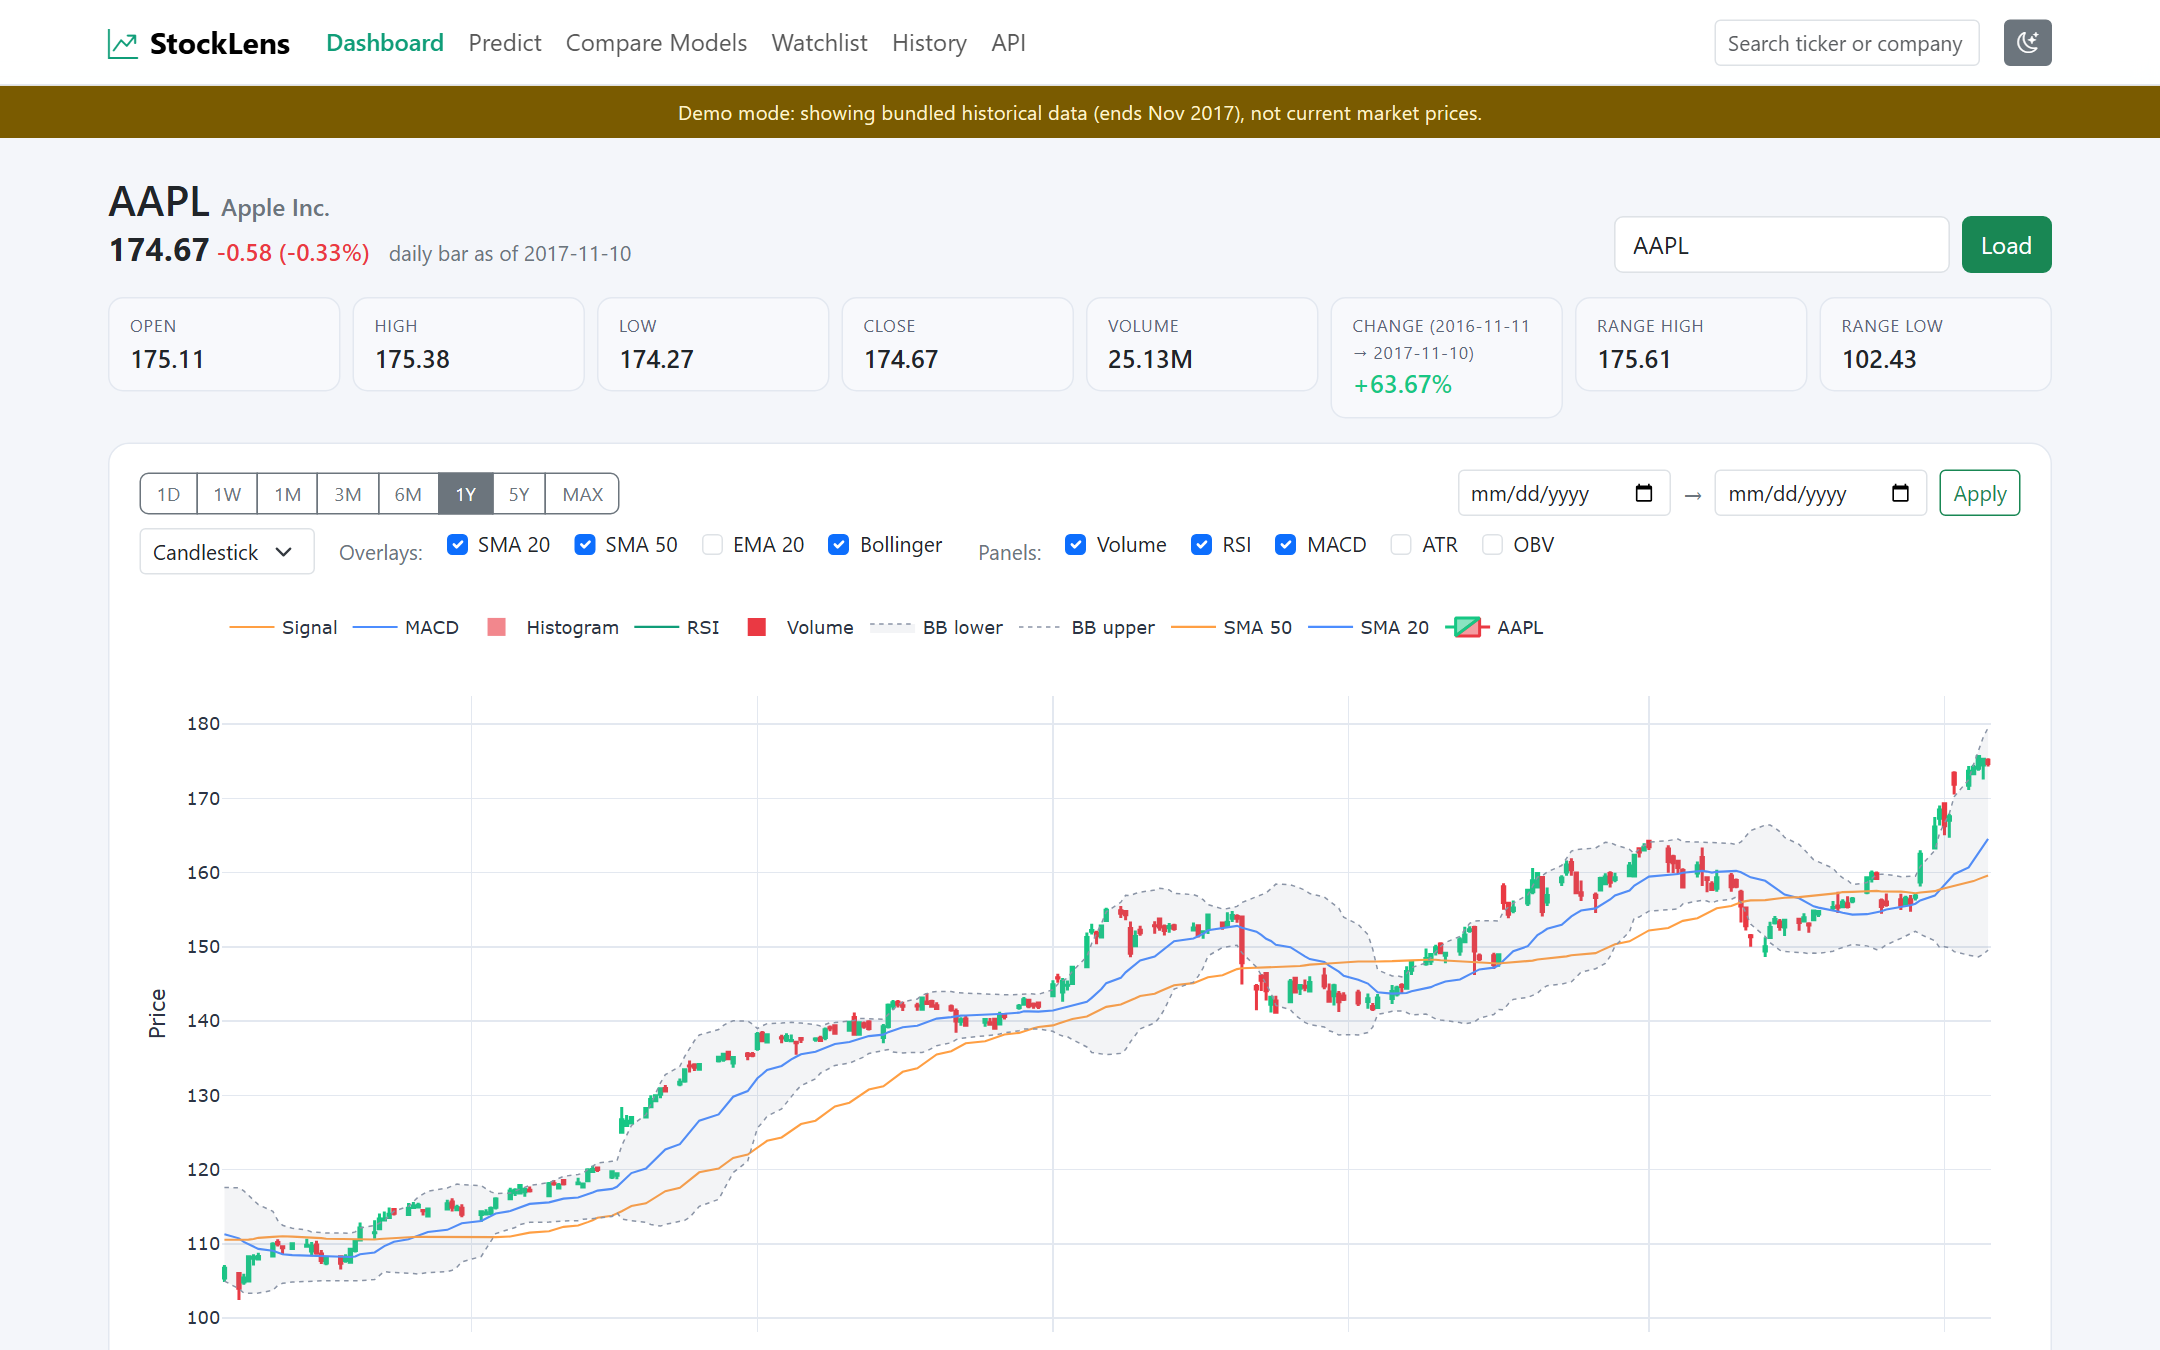 StockLens Dashboard Predict Compare Models Watchlist History API Search ticker or company
Demo mode: showing bundled historical data (ends Nov 2017), not current market prices.
AAPL Apple Inc.
174.67 -0.58 (-0.33%) daily bar as of 2017-11-10
AAPL Load
OPEN
175.11
HIGH
175.38
LOW
174.27
CLOSE
174.67
VOLUME
25.13M
CHANGE (2016-11-11
→ 2017-11-10)
+63.67%
RANGE HIGH
175.61
RANGE LOW
102.43
1D 1W 1M 3M 6M 1Y 5Y MAX mm/dd/yyyy → mm/dd/yyyy Apply
Candlestick Overlays: SMA 20 SMA 50 EMA 20 Bollinger Panels: Volume RSI MACD ATR OBV
Signal MACD Histogram RSI Volume BB lower BB upper SMA 50 SMA 20 AAPL
180
170
160
150
140
130
120
110
100
Price